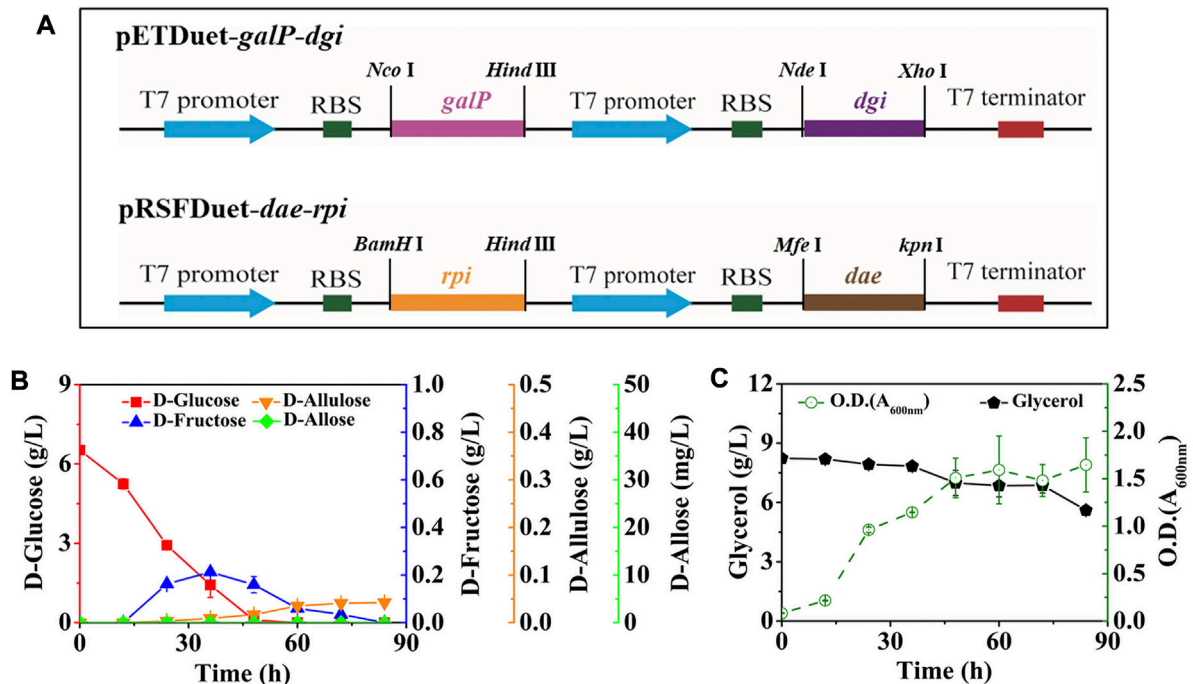 A
pETDuet-galP-dgi
Nco I Hind III Nde I Xho I
T7 promoter RBS galP T7 promoter RBS dgi T7 terminator
pRSFDuet-dae-rpi
BamH I Hind III Mfe I kpn I
T7 promoter RBS rpi T7 promoter RBS dae T7 terminator
B
D-Glucose (g/L)
9
6
3
0
D-Glucose D-Allulose
D-Fructose D-Allose
0 30 60 90
Time (h)
1.0
0.8
0.6
0.4
0.2
0.0
D-Fructose (g/L)
0.5
0.4
0.3
0.2
0.1
0.0
D-Allulose (g/L)
50
40
30
20
10
0
D-Allose (mg/L)
C
Glycerol (g/L)
12
9
6
3
0
O.D.(A600nm) Glycerol
0 30 60 90
Time (h)
2.5
2.0
1.5
1.0
0.5
0.0
O.D.(A600nm)